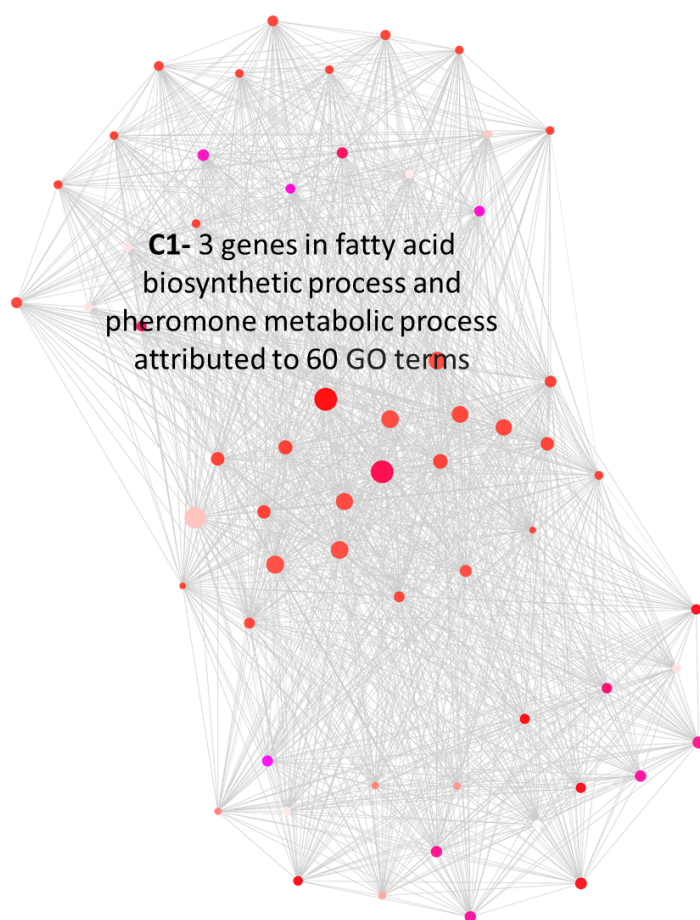 C1- 3 genes in fatty acid
biosynthetic process and
pheromone metabolic process
attributed to 60 GO terms